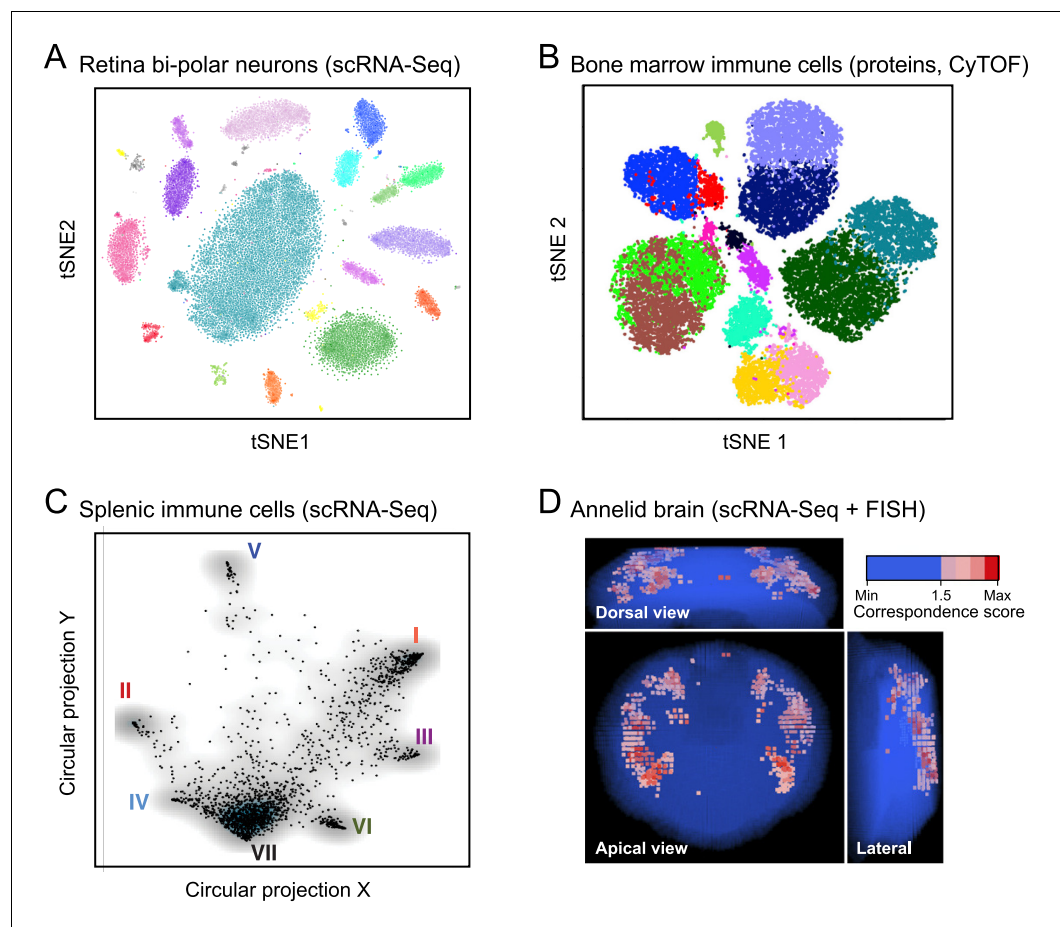 A Retina bi-polar neurons (scRNA-Seq)
tSNE2
tSNE1
B Bone marrow immune cells (proteins, CyTOF)
tSNE 2
tSNE 1
C Splenic immune cells (scRNA-Seq)
Circular projection Y
V
I
II
III
IV
VI
VII
Circular projection X
D Annelid brain (scRNA-Seq + FISH)
Dorsal view
Min 1.5 Max
Correspondence score
Apical view
Lateral